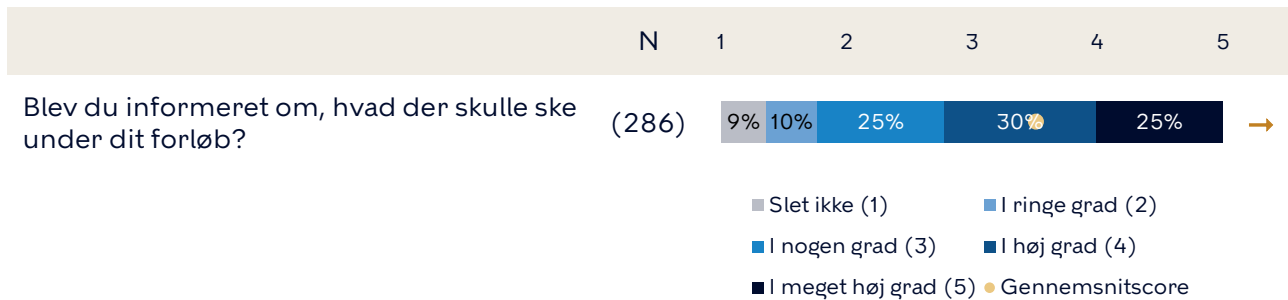 N 1 2 3 4 5
Blev du informeret om, hvad der skulle ske
under dit forløb?
(286)
9% 10% 25% 30% 25%
Slet ikke (1) I ringe grad (2)
I nogen grad (3) I høj grad (4)
I meget høj grad (5) Gennemsnitscore